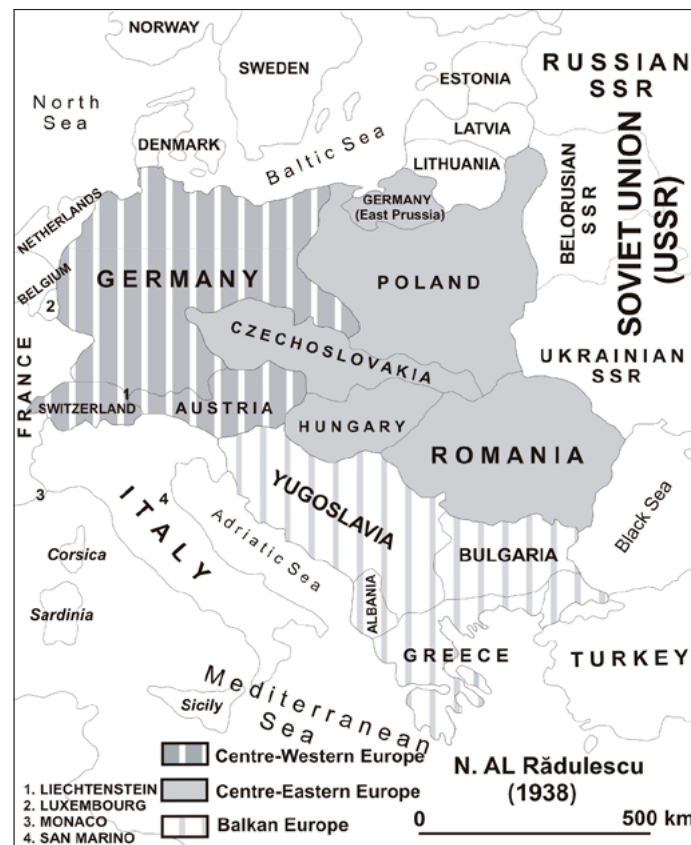 NORWAY
SWEDEN
ESTONIA
RUSSIAN
SSR
North
Sea
LATVIA
DENMARK
Baltic Sea
LITHUANIA
SOVIET UNION
(USSR)
BELORUSIAN
SSR
GERMANY
(East Prussia)
NETHERLANDS
GERMANY
POLAND
BELGIUM
2
CZECHOSLOVAKIA
UKRAINIAN
SSR
FRANCE
1
SWITZERLAND
AUSTRIA
HUNGARY
ROMANIA
3
ITALY
4
YUGOSLAVIA
Adriatic Sea
Black Sea
BULGARIA
Corsica
Sardinia
ALBANIA
GREECE
TURKEY
Mediterranean
Sea
Sicily
Centre-Western Europe
Centre-Eastern Europe
Balkan Europe
1. LIECHTENSTEIN
2. LUXEMBOURG
3. MONACO
4. SAN MARINO
N. AL Rădulescu
(1938)
0 500 km